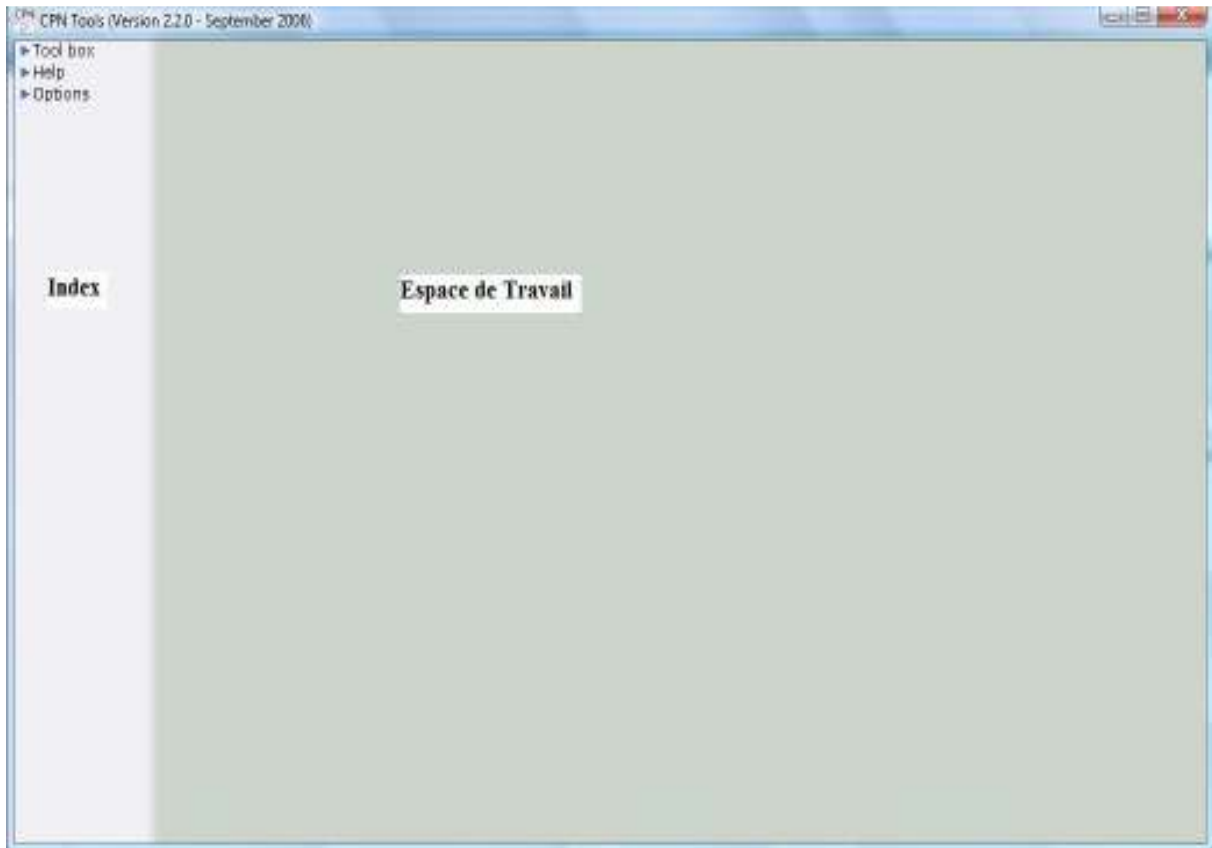 CPN Tools (Version 2.2.0 - September 2006)
Tool box
Help
Options
Index
Espace de Travail